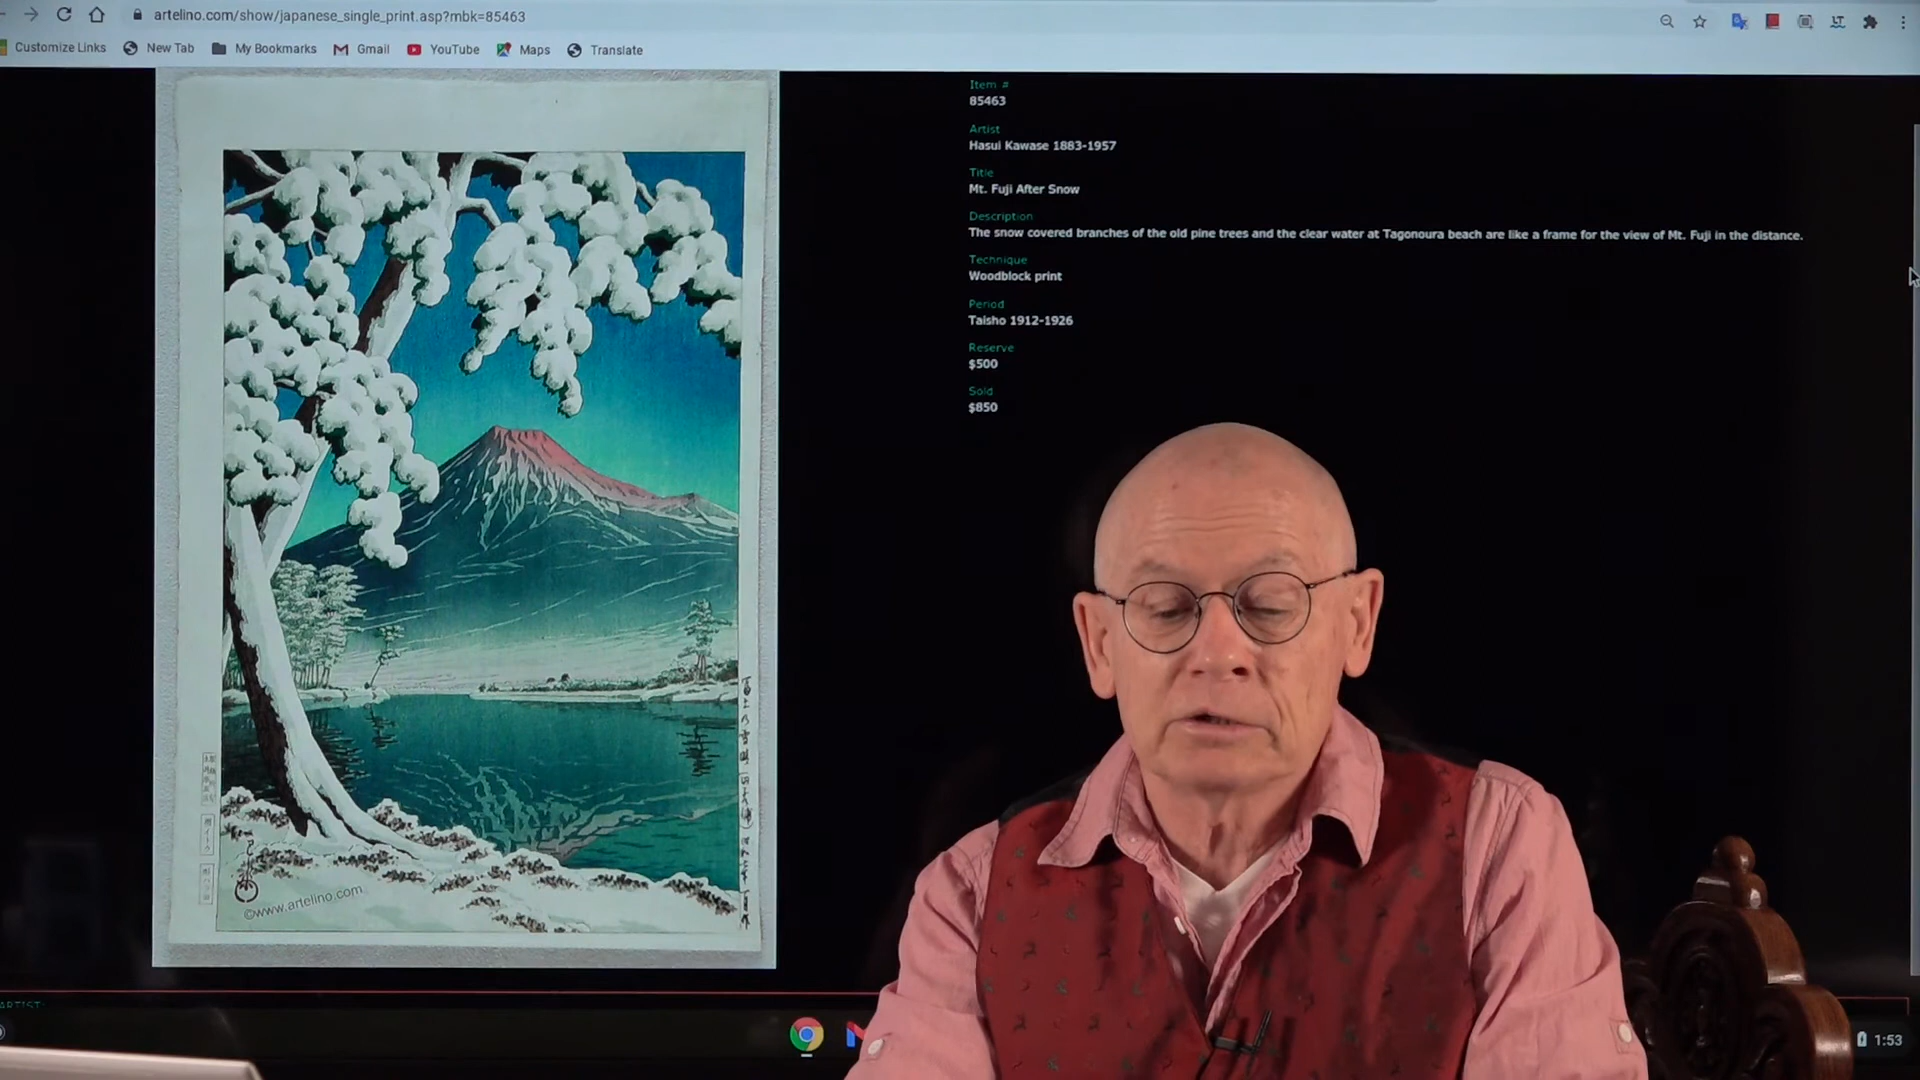 artelino.com/show/japanese_single_print.asp?mbk=85463
Customize Links
New Tab
My Bookmarks
Gmail
YouTube
Maps
Translate
Item #
85463
Artist
Hasui Kawase 1883-1957
Title
Mt. Fuji After Snow
Description
The snow covered branches of the old pine trees and the clear water at Tagonoura beach are like a frame for the view of Mt. Fuji in the distance.
Technique
Woodblock print
Period
Taisho 1912-1926
Reserve
$500
Sold
$850
©www.artelino.com
ARTIST:
1:53